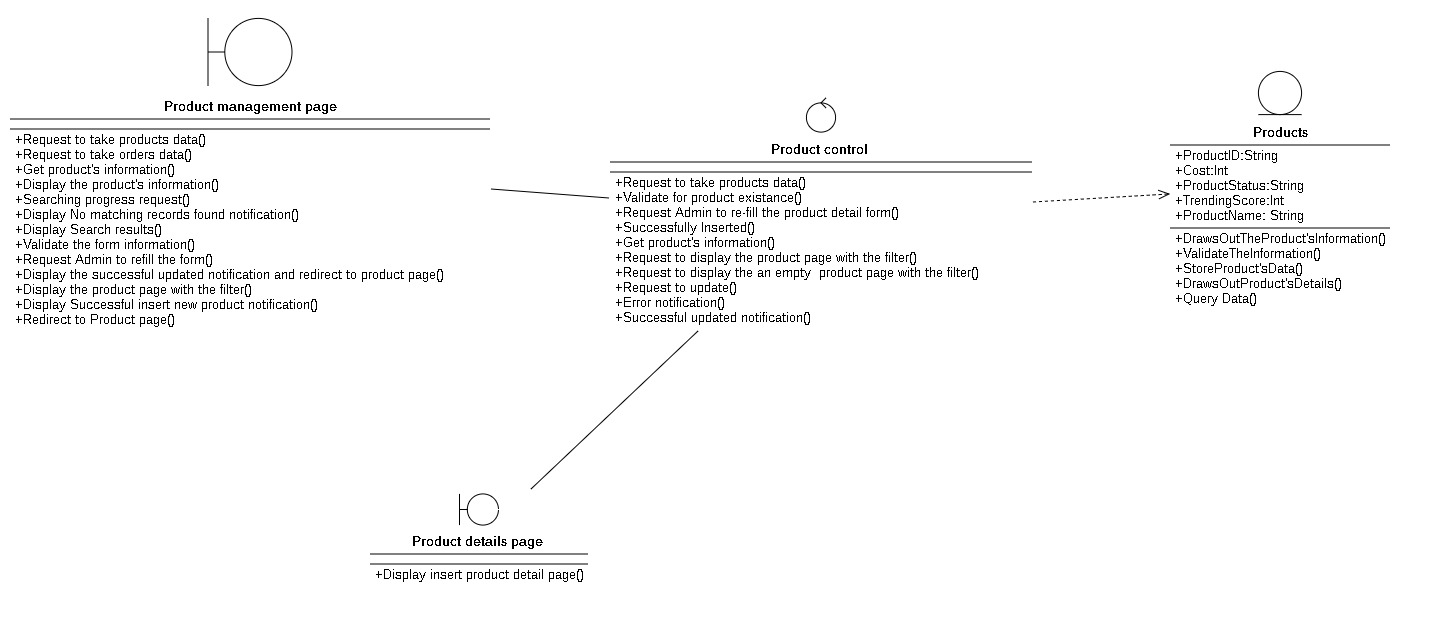 Product management page
+Request to take products data()
+Request to take orders data()
+Get product's information()
+Display the product's information()
+Searching progress request()
+Display No matching records found notification()
+Display Search results()
+Validate the form information()
+Request Admin to refill the form()
+Display the successful updated notification and redirect to product page()
+Display the product page with the filter()
+Display Successful insert new product notification()
+Redirect to Product page()
Product control
+Request to take products data()
+Validate for product existance()
+Request Admin to re-fill the product detail form()
+Successfully Inserted()
+Get product's information()
+Request to display the product page with the filter()
+Request to display the an empty  product page with the filter()
+Request to update()
+Error notification()
+Successful updated notification()
Products
+ProductID:String
+Cost:Int
+ProductStatus:String
+TrendingScore:Int
+ProductName: String
+DrawsOutTheProduct'sInformation()
+ValidateTheInformation()
+StoreProduct'sData()
+DrawsOutProduct'sDetails()
+Query Data()
Product details page
+Display insert product detail page()